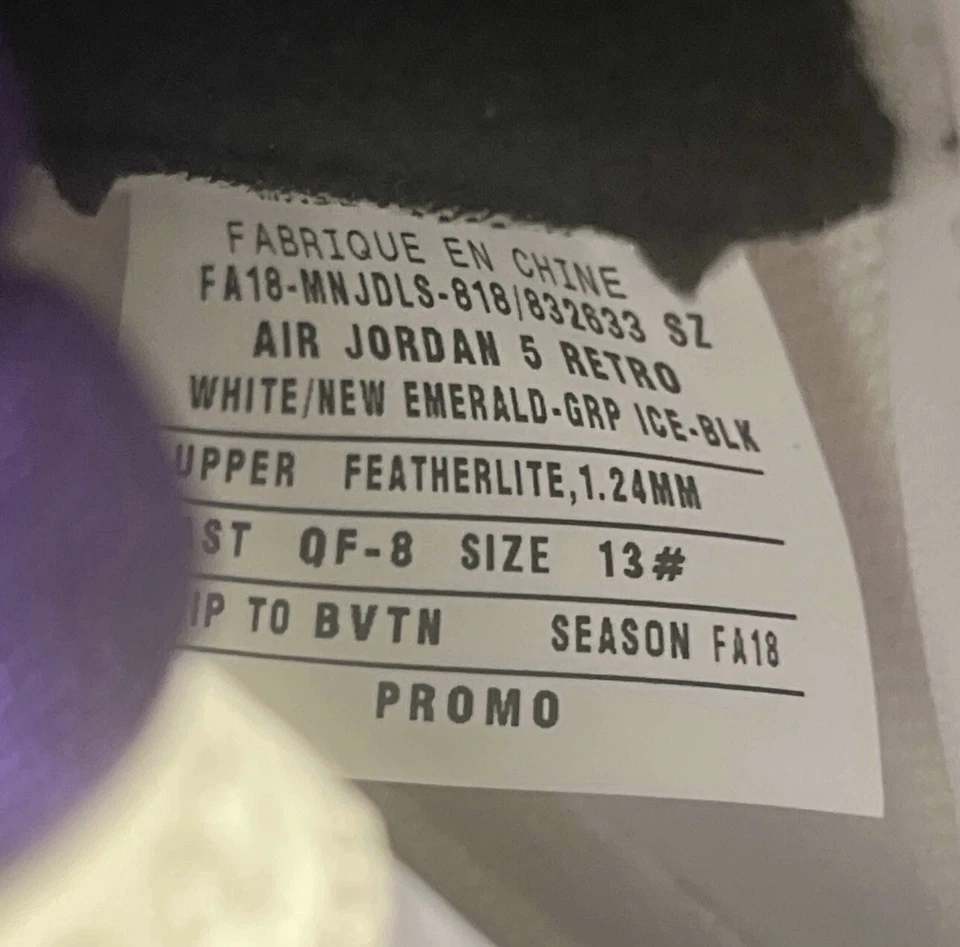 FABRIQUE EN CHINE
FA18-MNJDLS-818/832633 SZ
AIR JORDAN 5 RETRO
WHITE/NEW EMERALD-GRP ICE-BLK
UPPER FEATHERLITE,1.24MM
ST QF-8 SIZE 13#
IP TO BVTN SEASON FA18
PROMO